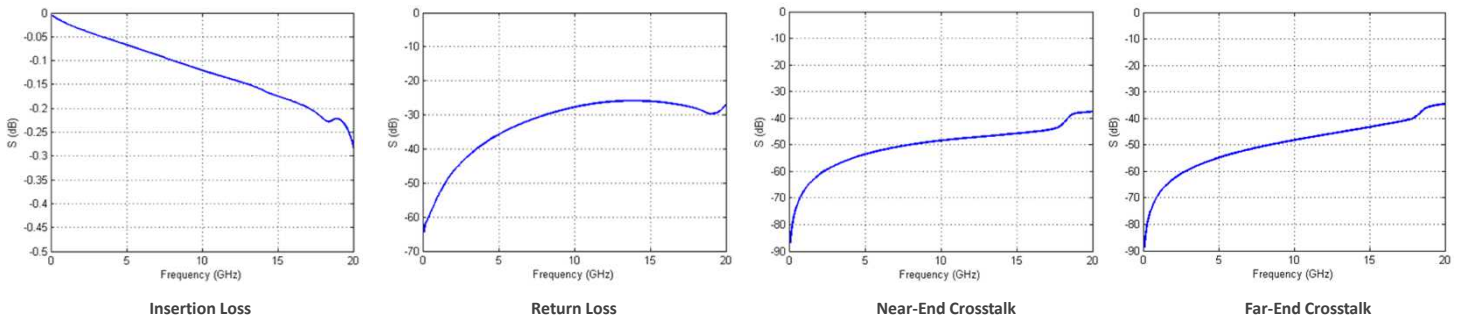 -0
-0.05
-0.1
-0.15
-0.2
-0.25
-0.3
-0.35
-0.4
-0.45
-0.5
S (dB)
0 5 10 15 20
Frequency (GHz)
Insertion Loss
0
-10
-20
-30
-40
-50
-60
-70
S (dB)
0 5 10 15 20
Frequency (GHz)
Return Loss
0
-10
-20
-30
-40
-50
-60
-70
-80
-90
S (dB)
0 5 10 15 20
Frequency (GHz)
Near-End Crosstalk
0
-10
-20
-30
-40
-50
-60
-70
-80
-90
S (dB)
0 5 10 15 20
Frequency (GHz)
Far-End Crosstalk